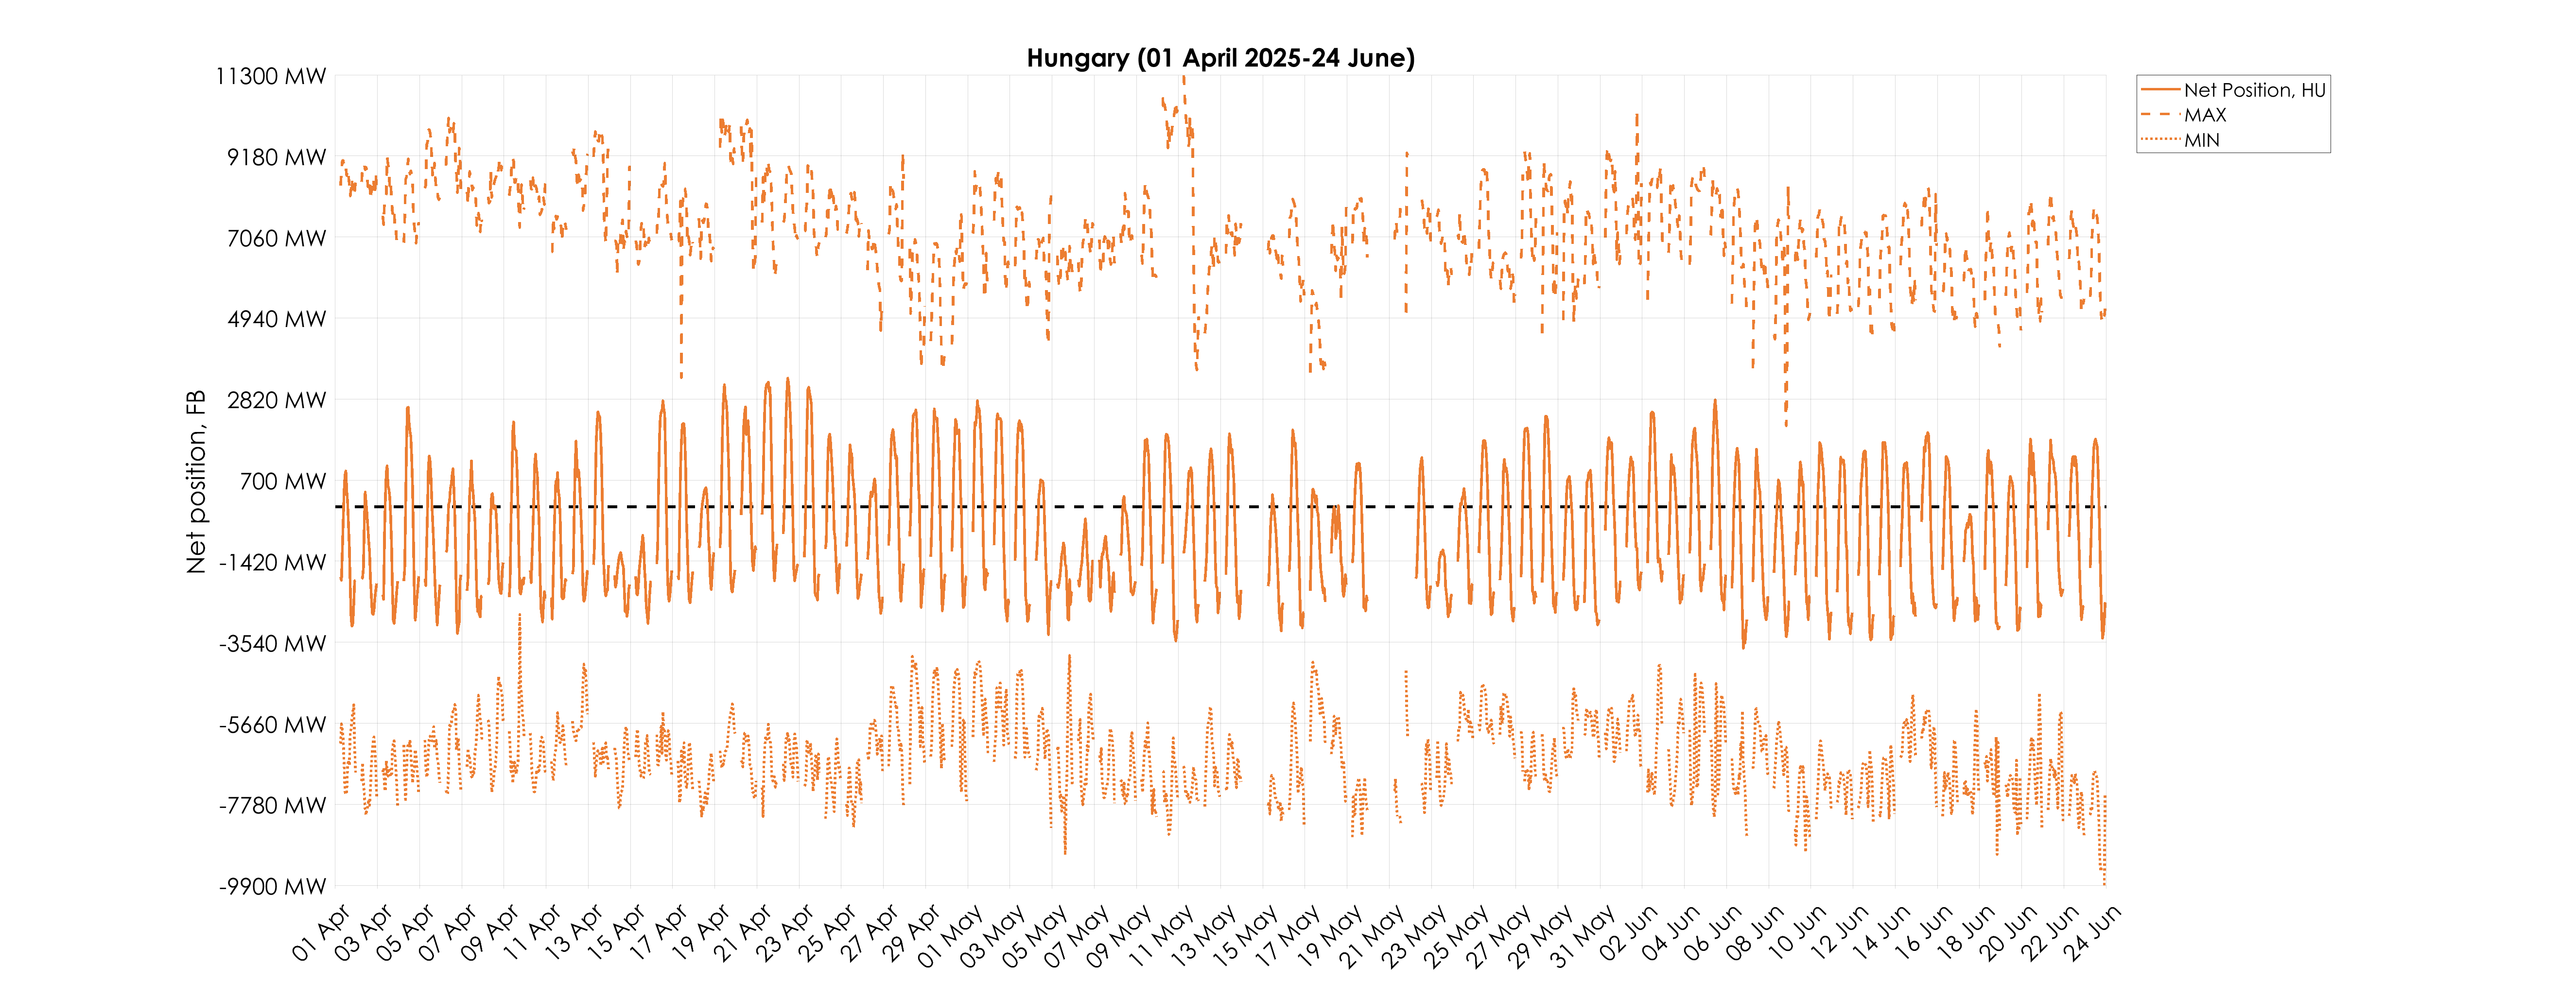 Hungary (01 April 2025-24 June)
11300 MW
9180 MW
7060 MW
4940 MW
2820 MW
700 MW
-1420 MW
-3540 MW
-5660 MW
-7780 MW
-9900 MW
Net position, FB
Net Position, HU
MAX
MIN
01 Apr
03 Apr
05 Apr
07 Apr
09 Apr
11 Apr
13 Apr
15 Apr
17 Apr
19 Apr
21 Apr
23 Apr
25 Apr
27 Apr
29 Apr
01 May
03 May
05 May
07 May
09 May
11 May
13 May
15 May
17 May
19 May
21 May
23 May
25 May
27 May
29 May
31 May
02 Jun
04 Jun
06 Jun
08 Jun
10 Jun
12 Jun
14 Jun
16 Jun
18 Jun
20 Jun
22 Jun
24 Jun